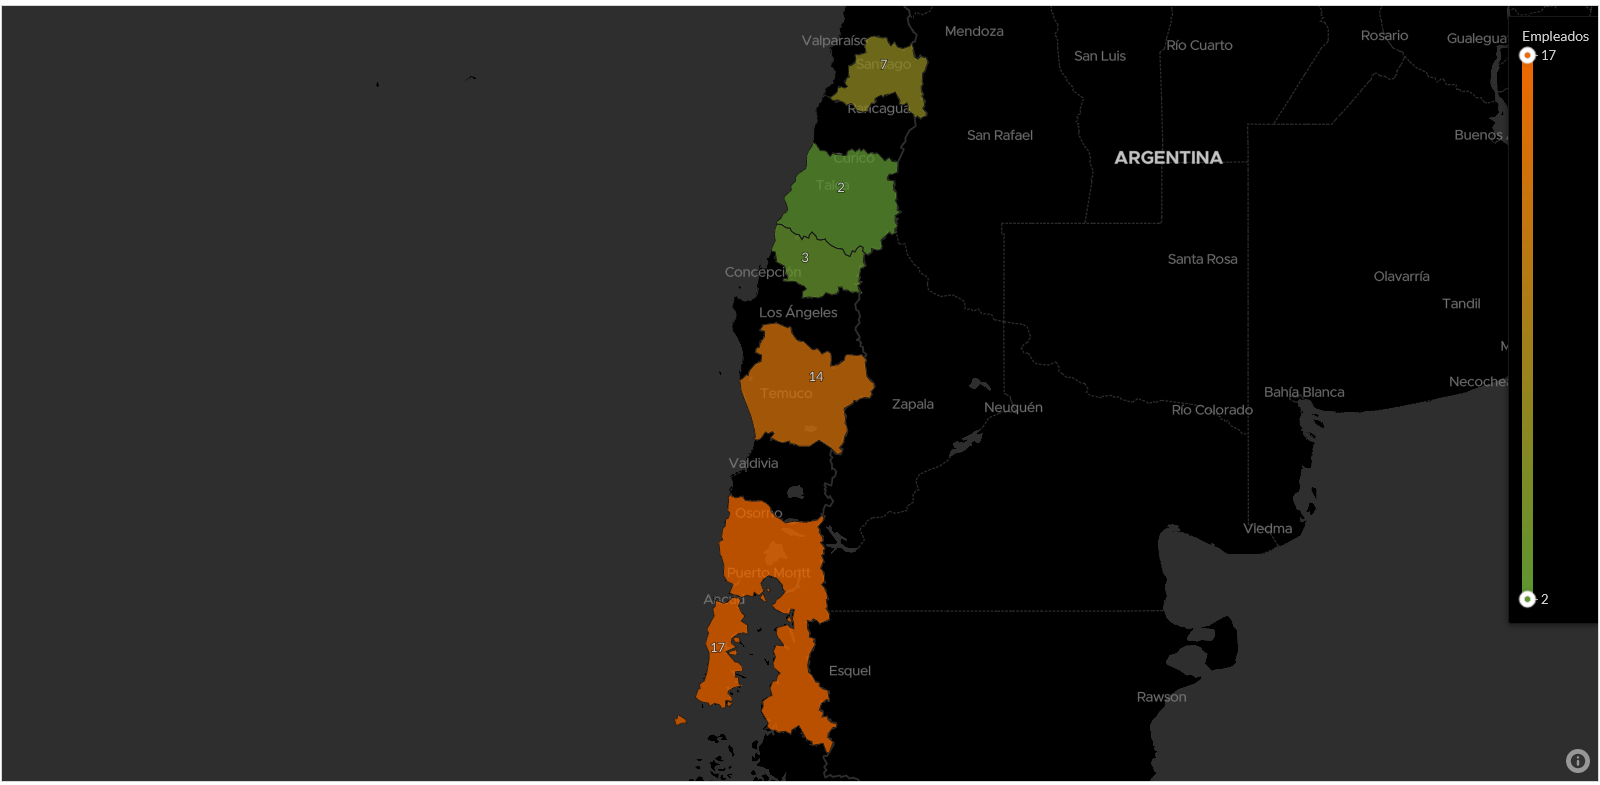 Mendoza
Valparaíso
San Luis
Río Cuarto
Rosario
Gualegua
Empleados
17
Santiago
7
Rancagua
San Rafael
Buenos
ARGENTINA
Curicó
Talca
2
3
Concepción
Santa Rosa
Olavarría
Tandil
Los Ángeles
M
14
Temuco
Zapala
Neuquén
Río Colorado
Bahía Blanca
Necoche
Valdivia
Osorno
Viedma
Puerto Montt
Ancud
2
17
Esquel
Rawson